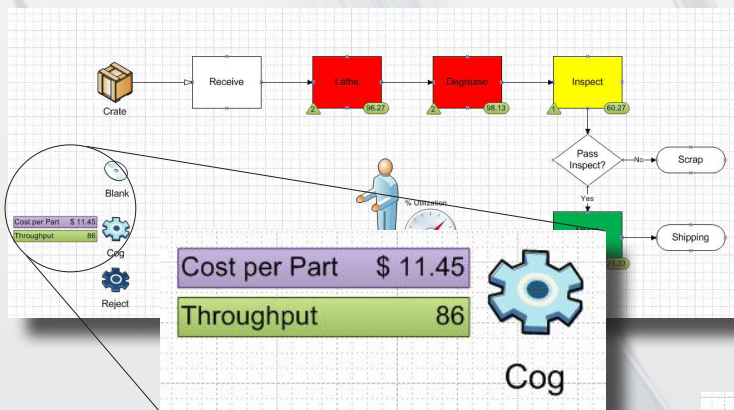 Receive
Lathe
Degrease
Inspect
2
96.27
2
98.13
1
60.27
Crate
Pass
Inspect?
No
Scrap
Blank
% Utilization
Yes
Cost per Part $ 11.45
Throughput 86
Shipping
Cog
Reject
Cost per Part $ 11.45
Throughput 86
Cog